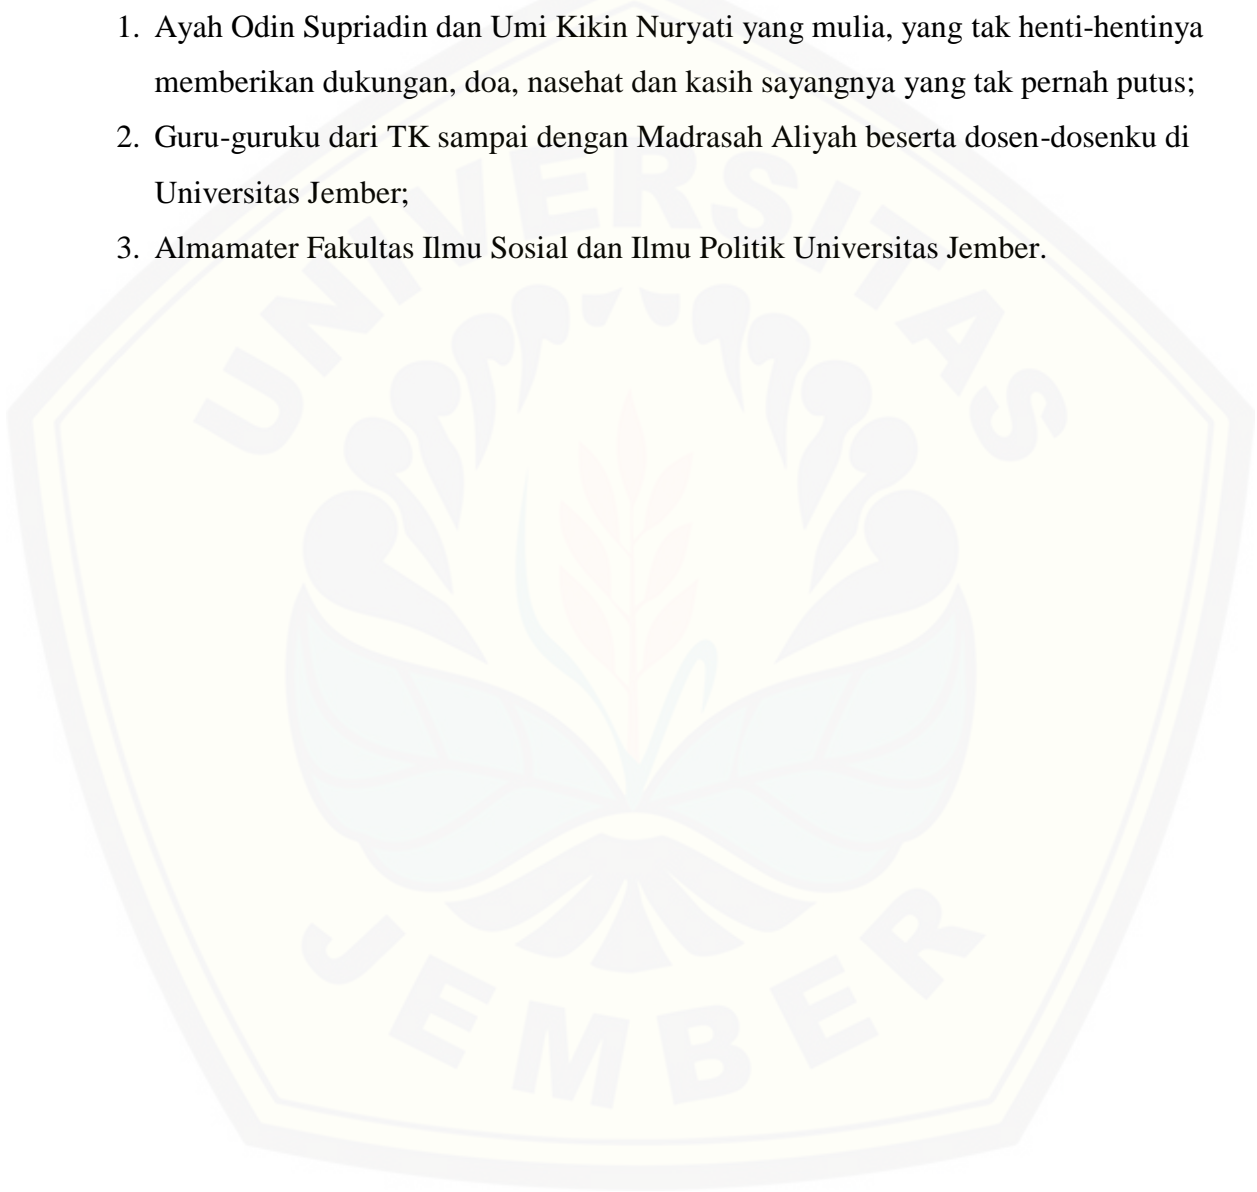 1. Ayah Odin Supriadin dan Umi Kikin Nuryati yang mulia, yang tak henti-hentinya
memberikan dukungan, doa, nasehat dan kasih sayangnya yang tak pernah putus;
2. Guru-guruku dari TK sampai dengan Madrasah Aliyah beserta dosen-dosenku di
Universitas Jember;
3. Almamater Fakultas Ilmu Sosial dan Ilmu Politik Universitas Jember.
UNIVERSITAS
JEMBER